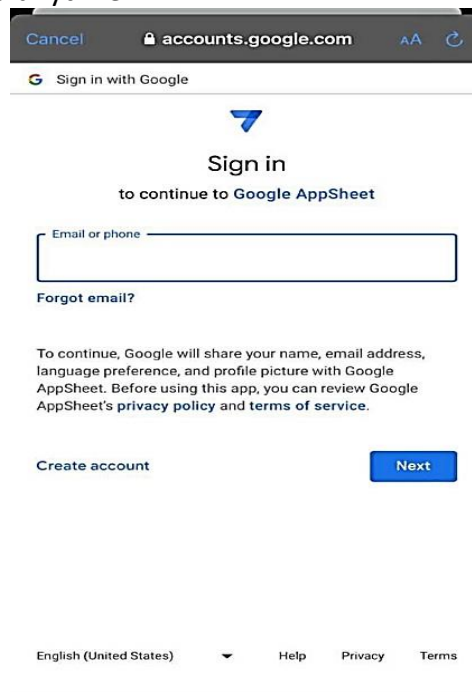 Cancel accounts.google.com AA
G Sign in with Google
Sign in
to continue to Google AppSheet
Email or phone
Forgot email?
To continue, Google will share your name, email address,
language preference, and profile picture with Google
AppSheet. Before using this app, you can review Google
AppSheet's privacy policy and terms of service.
Create account Next
English (United States) Help Privacy Terms